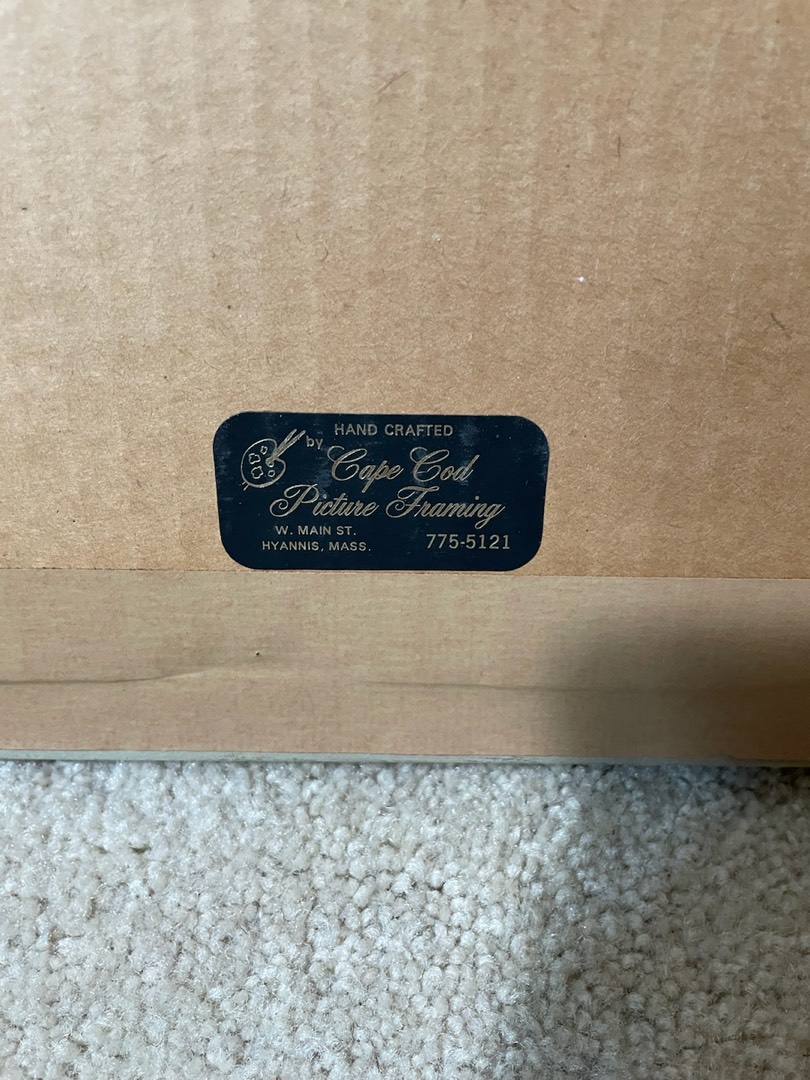 HAND CRAFTED
by Cape Cod
Picture Framing
W. MAIN ST.
HYANNIS, MASS. 775-5121